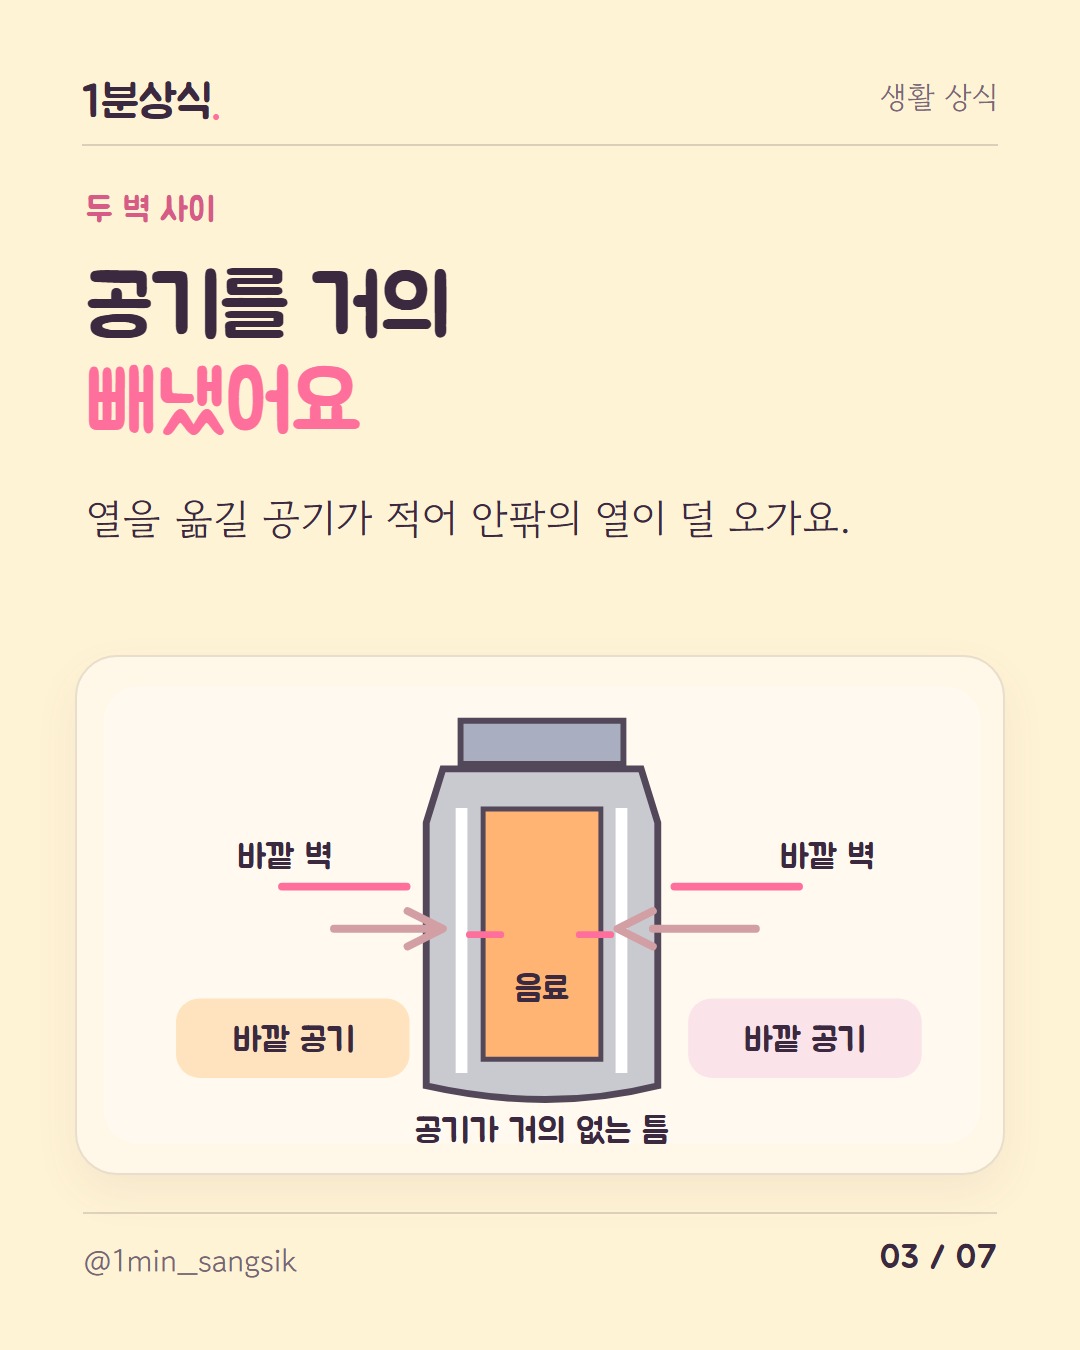 1분상식.
생활 상식
두 벽 사이
공기를 거의
빼냈어요
열을 옮길 공기가 적어 안팎의 열이 덜 오가요.
바깥 벽
바깥 벽
음료
바깥 공기
바깥 공기
공기가 거의 없는 틈
@1min_sangsik
03 / 07